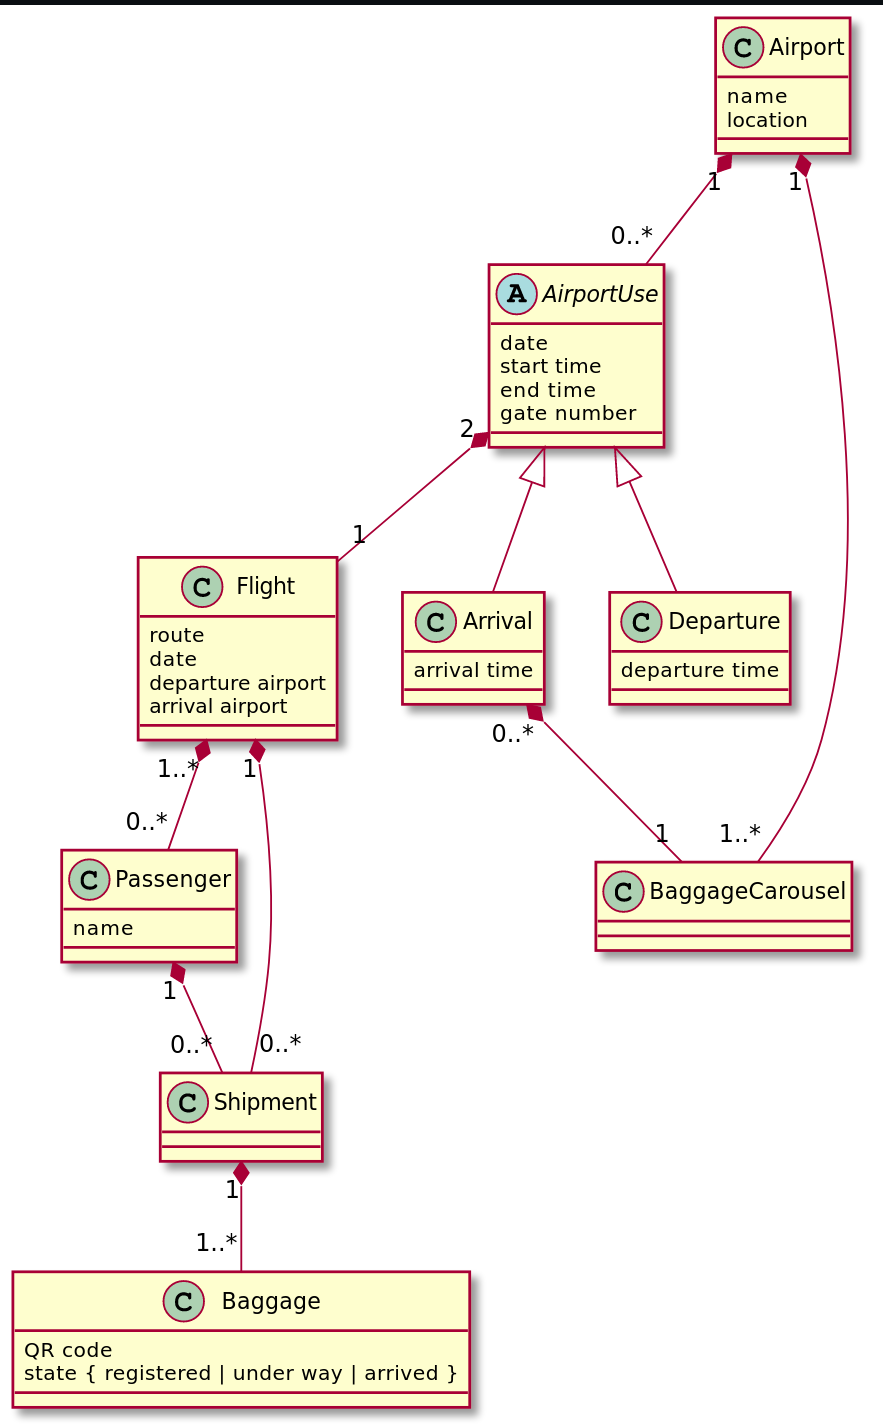 C Airport
name
location
1
1
0..*
A AirportUse
date
start time
end time
gate number
2
1
C Flight
route
date
departure airport
arrival airport
C Arrival
arrival time
C Departure
departure time
1..*
1
0..*
0..*
1
1..*
C Passenger
name
C BaggageCarousel
1
0..*
0..*
C Shipment
1
1..*
C Baggage
QR code
state { registered | under way | arrived }